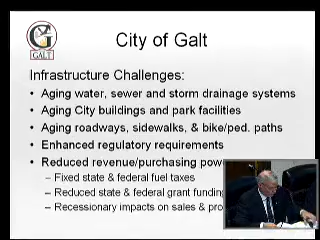 GALT
City of Galt
Infrastructure Challenges:
• Aging water, sewer and storm drainage systems
• Aging City buildings and park facilities
• Aging roadways, sidewalks, & bike/ped. paths
• Enhanced regulatory requirements
• Reduced revenue/purchasing pow
– Fixed state & federal fuel taxes
– Reduced state & federal grant funding
– Recessionary impacts on sales & pro